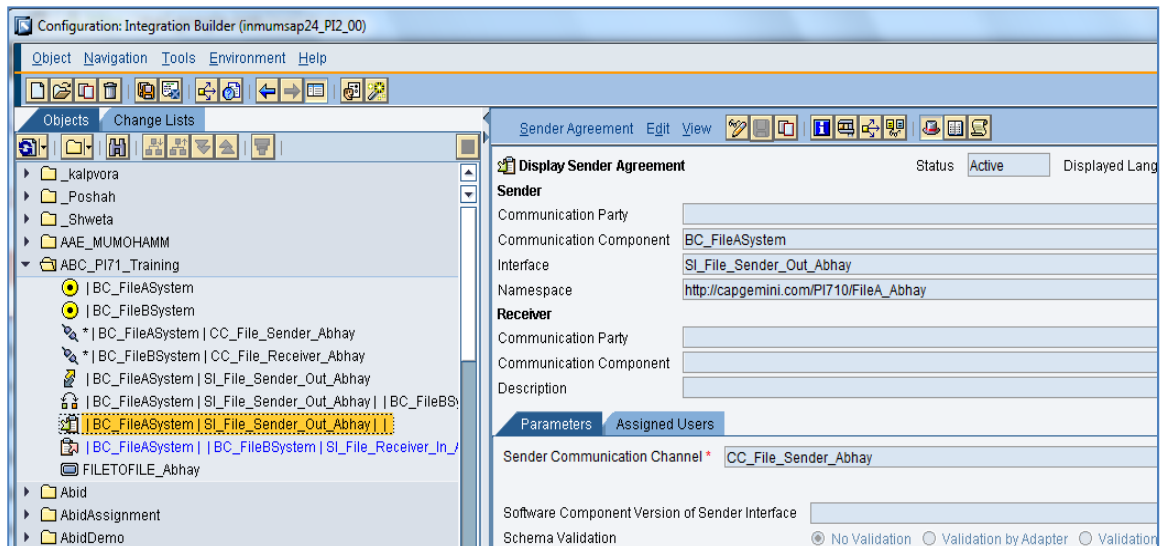 Configuration: Integration Builder (inmumsap24_PI2_00)
Object Navigation Tools Environment Help
Objects Change Lists
_kalpvora
_Poshah
_Shweta
AAE_MUMOHAMM
ABC_PI71_Training
| BC_FileASystem
| BC_FileBSystem
* | BC_FileASystem | CC_File_Sender_Abhay
* | BC_FileBSystem | CC_File_Receiver_Abhay
| BC_FileASystem | SI_File_Sender_Out_Abhay
| BC_FileASystem | SI_File_Sender_Out_Abhay | | BC_FileBSy
| BC_FileASystem | SI_File_Sender_Out_Abhay | |
| BC_FileASystem | | BC_FileBSystem | SI_File_Receiver_In_A
FILETOFILE_Abhay
Abid
AbidAssignment
AbidDemo
Sender Agreement Edit View
Display Sender Agreement Status Active Displayed Lang
Sender
Communication Party
Communication Component BC_FileASystem
Interface SI_File_Sender_Out_Abhay
Namespace http://capgemini.com/PI710/FileA_Abhay
Receiver
Communication Party
Communication Component
Description
Parameters Assigned Users
Sender Communication Channel * CC_File_Sender_Abhay
Software Component Version of Sender Interface
Schema Validation No Validation Validation by Adapter Validation